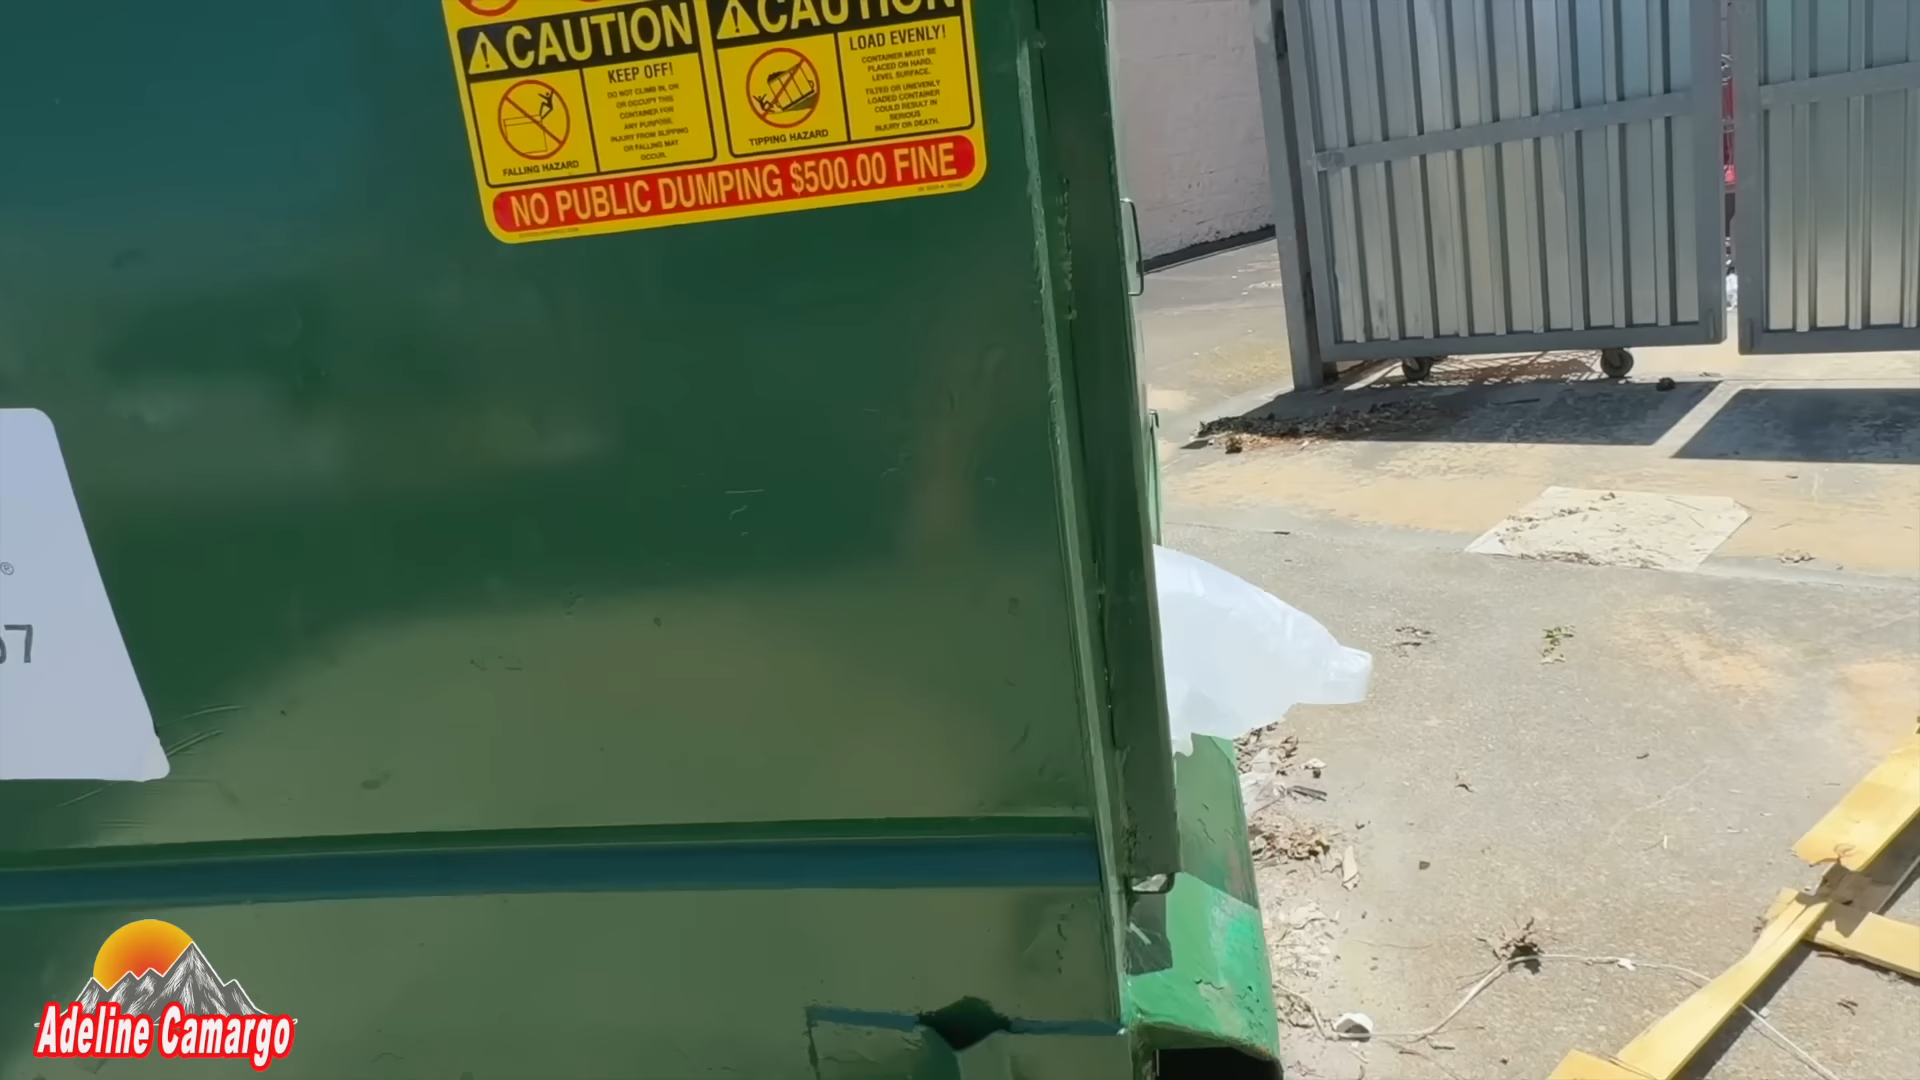 CAUTION
KEEP OFF!
DO NOT CLIMB IN, ON
OR OCCUPY THIS
CONTAINER FOR
ANY PURPOSE.
INJURY FROM SLIPPING
OR FALLING MAY
OCCUR.
FALLING HAZARD
CAUTION
LOAD EVENLY!
CONTAINER MUST BE
PLACED ON HARD,
LEVEL SURFACE.
TILTED OR UNEVENLY
LOADED CONTAINER
COULD RESULT IN
SERIOUS
INJURY OR DEATH.
TIPPING HAZARD
NO PUBLIC DUMPING $500.00 FINE
®
7
Adeline Camargo